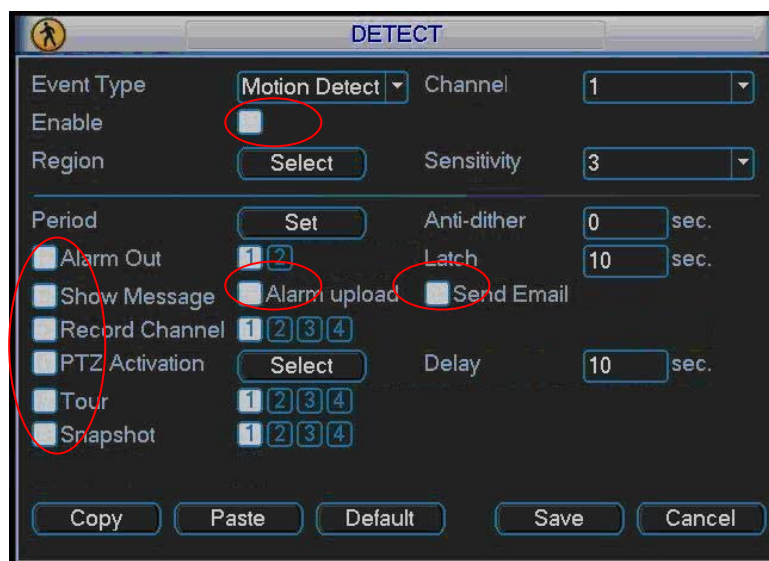 DETECT
Event Type Motion Detect Channel 1
Enable
Region Select Sensitivity 3
Period Set Anti-dither 0 sec.
Alarm Out 1 2 Latch 10 sec.
Show Message Alarm upload Send Email
Record Channel 1 2 3 4
PTZ Activation Select Delay 10 sec.
Tour 1 2 3 4
Snapshot 1 2 3 4
Copy Paste Default Save Cancel